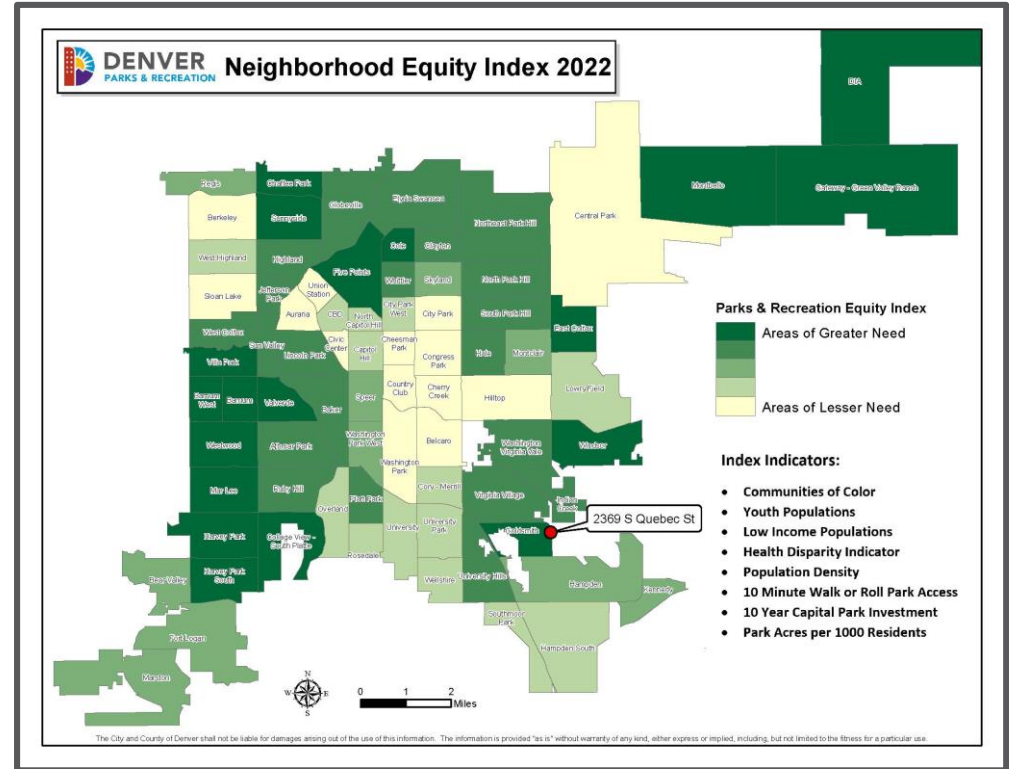 DENVER
PARKS & RECREATION
Neighborhood Equity Index 2022
DIA
Montbello
Gateway - Green Valley Ranch
Central Park
Regis
Chaffee Park
Globeville
Elyria Swansea
Northeast Park Hill
Berkeley
Sunnyside
West Highland
Highland
Five Points
Cole
Clayton
Whittier
Skyland
North Park Hill
Sloan Lake
Jefferson
Park
Union
Station
Auraria
CBD
North
Capitol Hill
City Park
West
City Park
South Park Hill
East Colfax
West Colfax
Sun Valley
Lincoln Park
Civic
Center
Capitol
Hill
Cheesman
Park
Congress
Park
Hale
Montclair
Lowry Field
Villa Park
Barnum
West
Barnum
Valverde
Baker
Speer
Country
Club
Cherry
Creek
Hilltop
Westwood
Athmar Park
Washington
Park West
Washington
Park
Belcaro
Washington
Virginia Vale
Windsor
Mar Lee
Ruby Hill
Overland
Platt Park
Cory - Merrill
Virginia Village
Indian
Creek
Harvey Park
College View -
South Platte
Rosedale
University
University
Park
Goldsmith
2369 S Quebec St
Harvey Park
South
Bear Valley
Wellshire
University Hills
Hampden
Kennedy
Southmoor
Park
Hampden South
Fort Logan
Marston
Parks & Recreation Equity Index
Areas of Greater Need
Areas of Lesser Need
Index Indicators:
• Communities of Color
• Youth Populations
• Low Income Populations
• Health Disparity Indicator
• Population Density
• 10 Minute Walk or Roll Park Access
• 10 Year Capital Park Investment
• Park Acres per 1000 Residents
N
W
E
S
0 1 2
Miles
The City and County of Denver shall not be liable for damages arising out of the use of this information. The information is provided "as is" without warranty of any kind, either express or implied, including, but not limited to the fitness for a particular use.